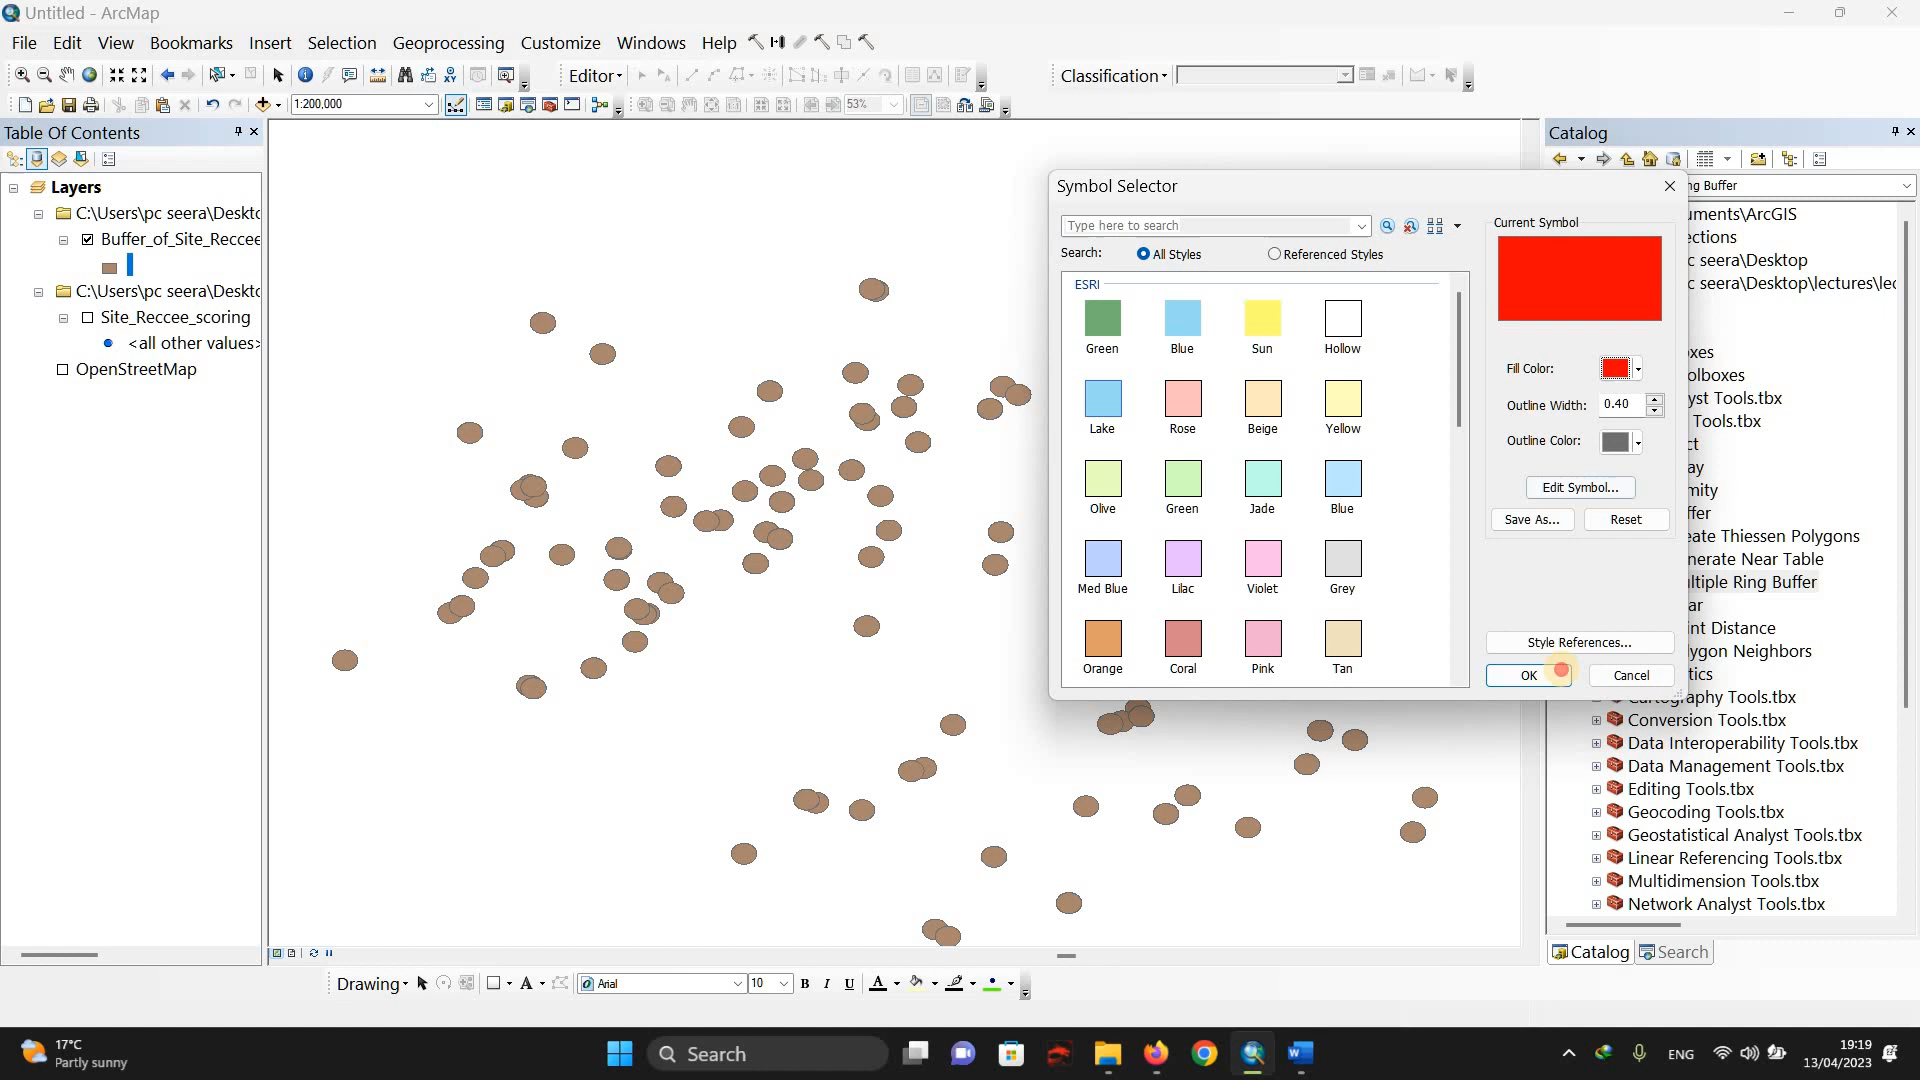 Untitled - ArcMap
File Edit View Bookmarks Insert Selection Geoprocessing Customize Windows Help
Editor
Classification
1:200,000
53%
Table Of Contents
Layers
C:\Users\pc seera\Deskto
Buffer_of_Site_Reccee
C:\Users\pc seera\Deskto
Site_Reccee_scoring
<all other values>
OpenStreetMap
Symbol Selector
Type here to search
Search: All Styles Referenced Styles
ESRI
Green Blue Sun Hollow
Lake Rose Beige Yellow
Olive Green Jade Blue
Med Blue Lilac Violet Grey
Orange Coral Pink Tan
Current Symbol
Fill Color:
Outline Width: 0.40
Outline Color:
Edit Symbol...
Save As... Reset
Style References...
OK Cancel
Catalog
ng Buffer
uments\ArcGIS
ections
c seera\Desktop
c seera\Desktop\lectures\lec
xes
olboxes
yst Tools.tbx
Tools.tbx
ct
ay
mity
ffer
eate Thiessen Polygons
nerate Near Table
ultiple Ring Buffer
ar
int Distance
lygon Neighbors
tics
Cartography Tools.tbx
Conversion Tools.tbx
Data Interoperability Tools.tbx
Data Management Tools.tbx
Editing Tools.tbx
Geocoding Tools.tbx
Geostatistical Analyst Tools.tbx
Linear Referencing Tools.tbx
Multidimension Tools.tbx
Network Analyst Tools.tbx
Catalog Search
Drawing Arial 10 B I U A
17°C
Partly sunny
Search
ENG
19:19
13/04/2023